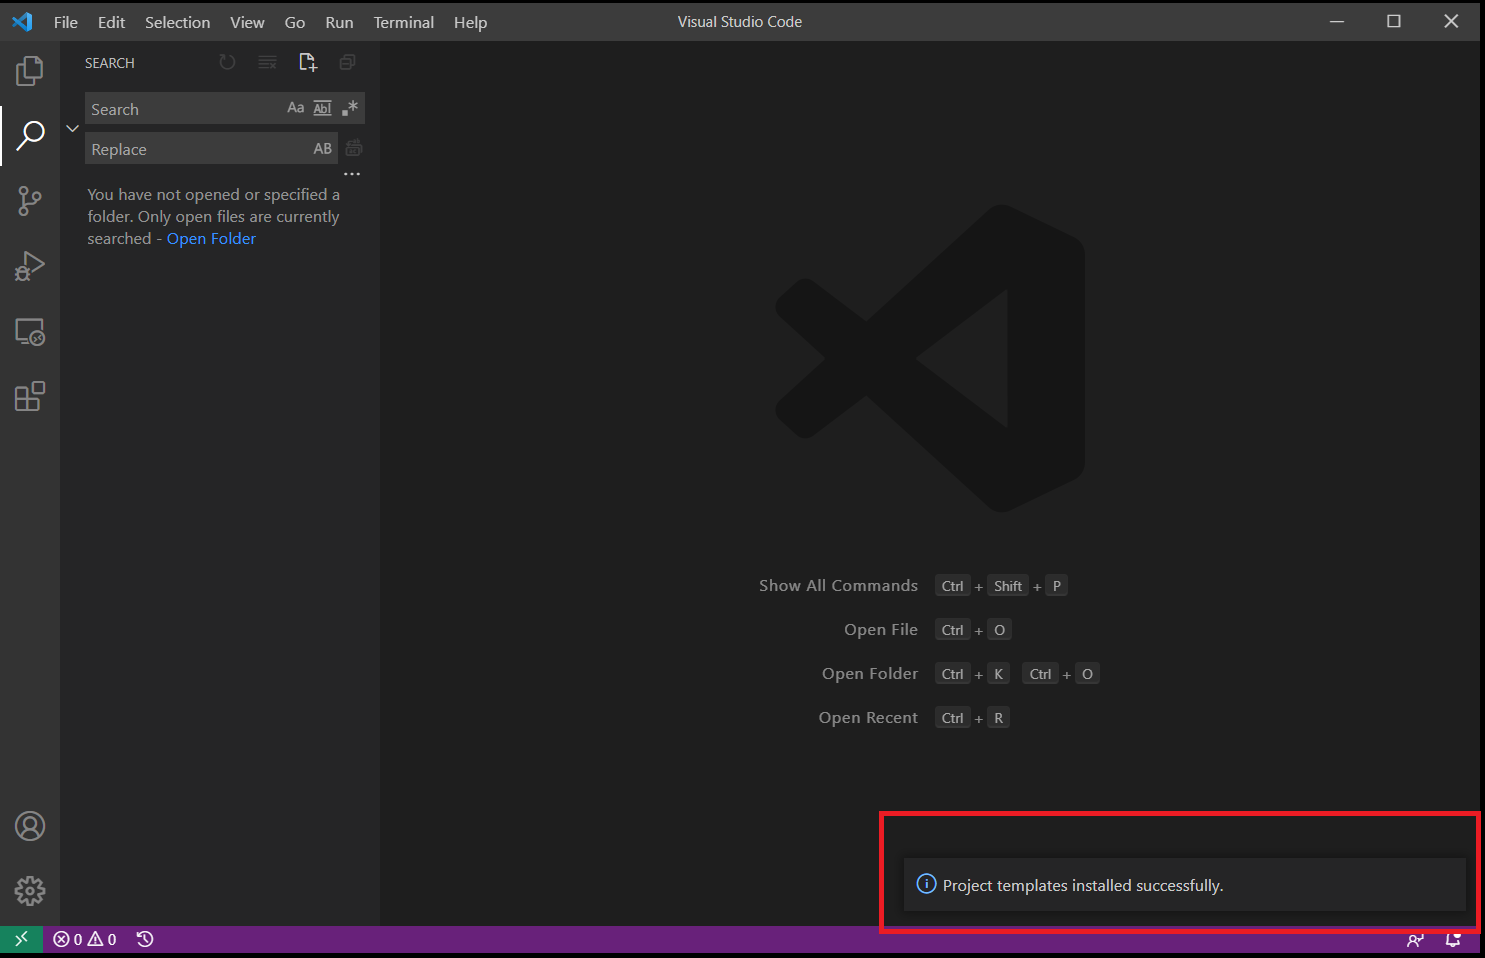 File Edit Selection View Go Run Terminal Help Visual Studio Code
SEARCH
Search Aa Abl .*
Replace AB
...
You have not opened or specified a
folder. Only open files are currently
searched - Open Folder
Show All Commands Ctrl + Shift + P
Open File Ctrl + O
Open Folder Ctrl + K Ctrl + O
Open Recent Ctrl + R
Project templates installed successfully.
0 0